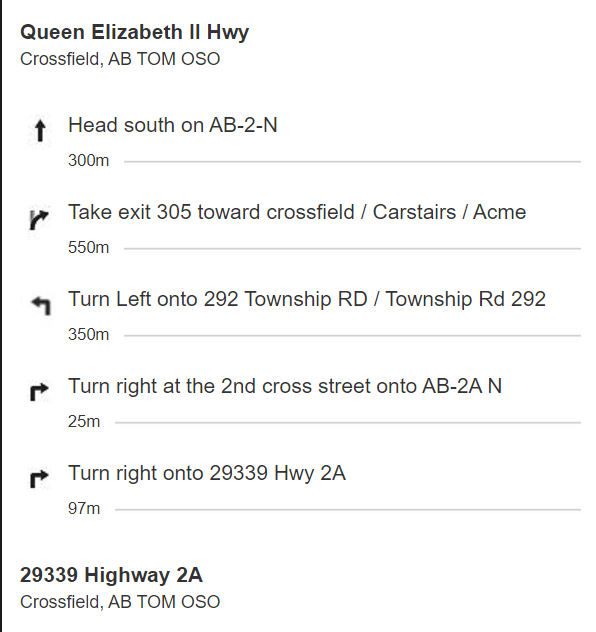 Queen Elizabeth II Hwy
Crossfield, AB TOM OSO
Head south on AB-2-N
300m
Take exit 305 toward crossfield / Carstairs / Acme
550m
Turn Left onto 292 Township RD / Township Rd 292
350m
Turn right at the 2nd cross street onto AB-2A N
25m
Turn right onto 29339 Hwy 2A
97m
29339 Highway 2A
Crossfield, AB TOM OSO